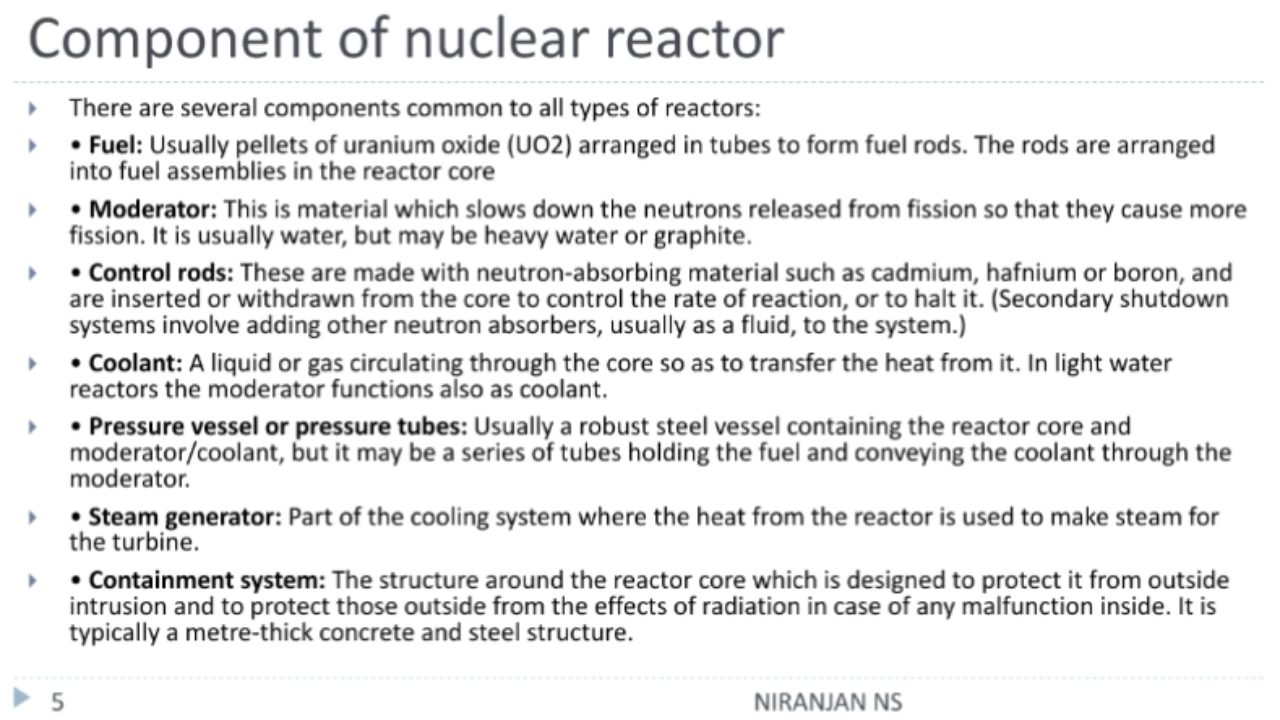 Component of nuclear reactor
There are several components common to all types of reactors:
• Fuel: Usually pellets of uranium oxide (UO2) arranged in tubes to form fuel rods. The rods are arranged
into fuel assemblies in the reactor core
• Moderator: This is material which slows down the neutrons released from fission so that they cause more
fission. It is usually water, but may be heavy water or graphite.
• Control rods: These are made with neutron-absorbing material such as cadmium, hafnium or boron, and
are inserted or withdrawn from the core to control the rate of reaction, or to halt it. (Secondary shutdown
systems involve adding other neutron absorbers, usually as a fluid, to the system.)
• Coolant: A liquid or gas circulating through the core so as to transfer the heat from it. In light water
reactors the moderator functions also as coolant.
• Pressure vessel or pressure tubes: Usually a robust steel vessel containing the reactor core and
moderator/coolant, but it may be a series of tubes holding the fuel and conveying the coolant through the
moderator.
• Steam generator: Part of the cooling system where the heat from the reactor is used to make steam for
the turbine.
• Containment system: The structure around the reactor core which is designed to protect it from outside
intrusion and to protect those outside from the effects of radiation in case of any malfunction inside. It is
typically a metre-thick concrete and steel structure.
5
NIRANJAN NS